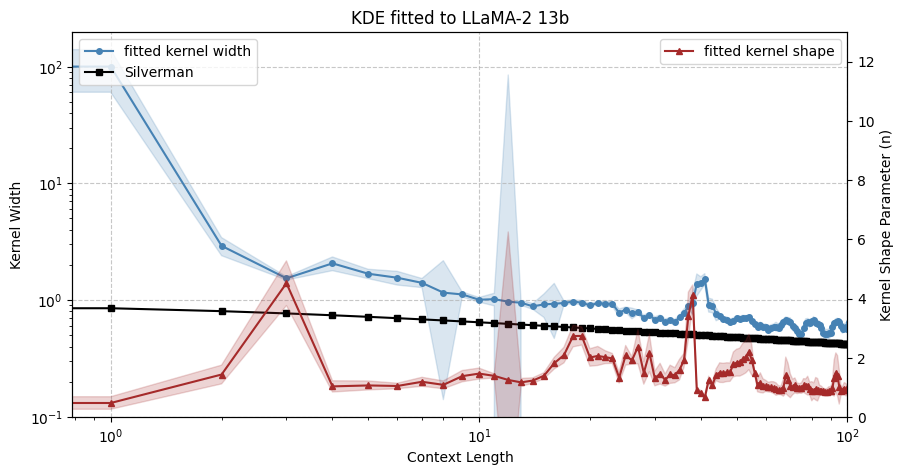 KDE fitted to LLaMA-2 13b
fitted kernel width
Silverman
fitted kernel shape
Kernel Width
10²
10¹
10⁰
10⁻¹
12
10
8
6
4
2
0
Kernel Shape Parameter (n)
10⁰
10¹
10²
Context Length